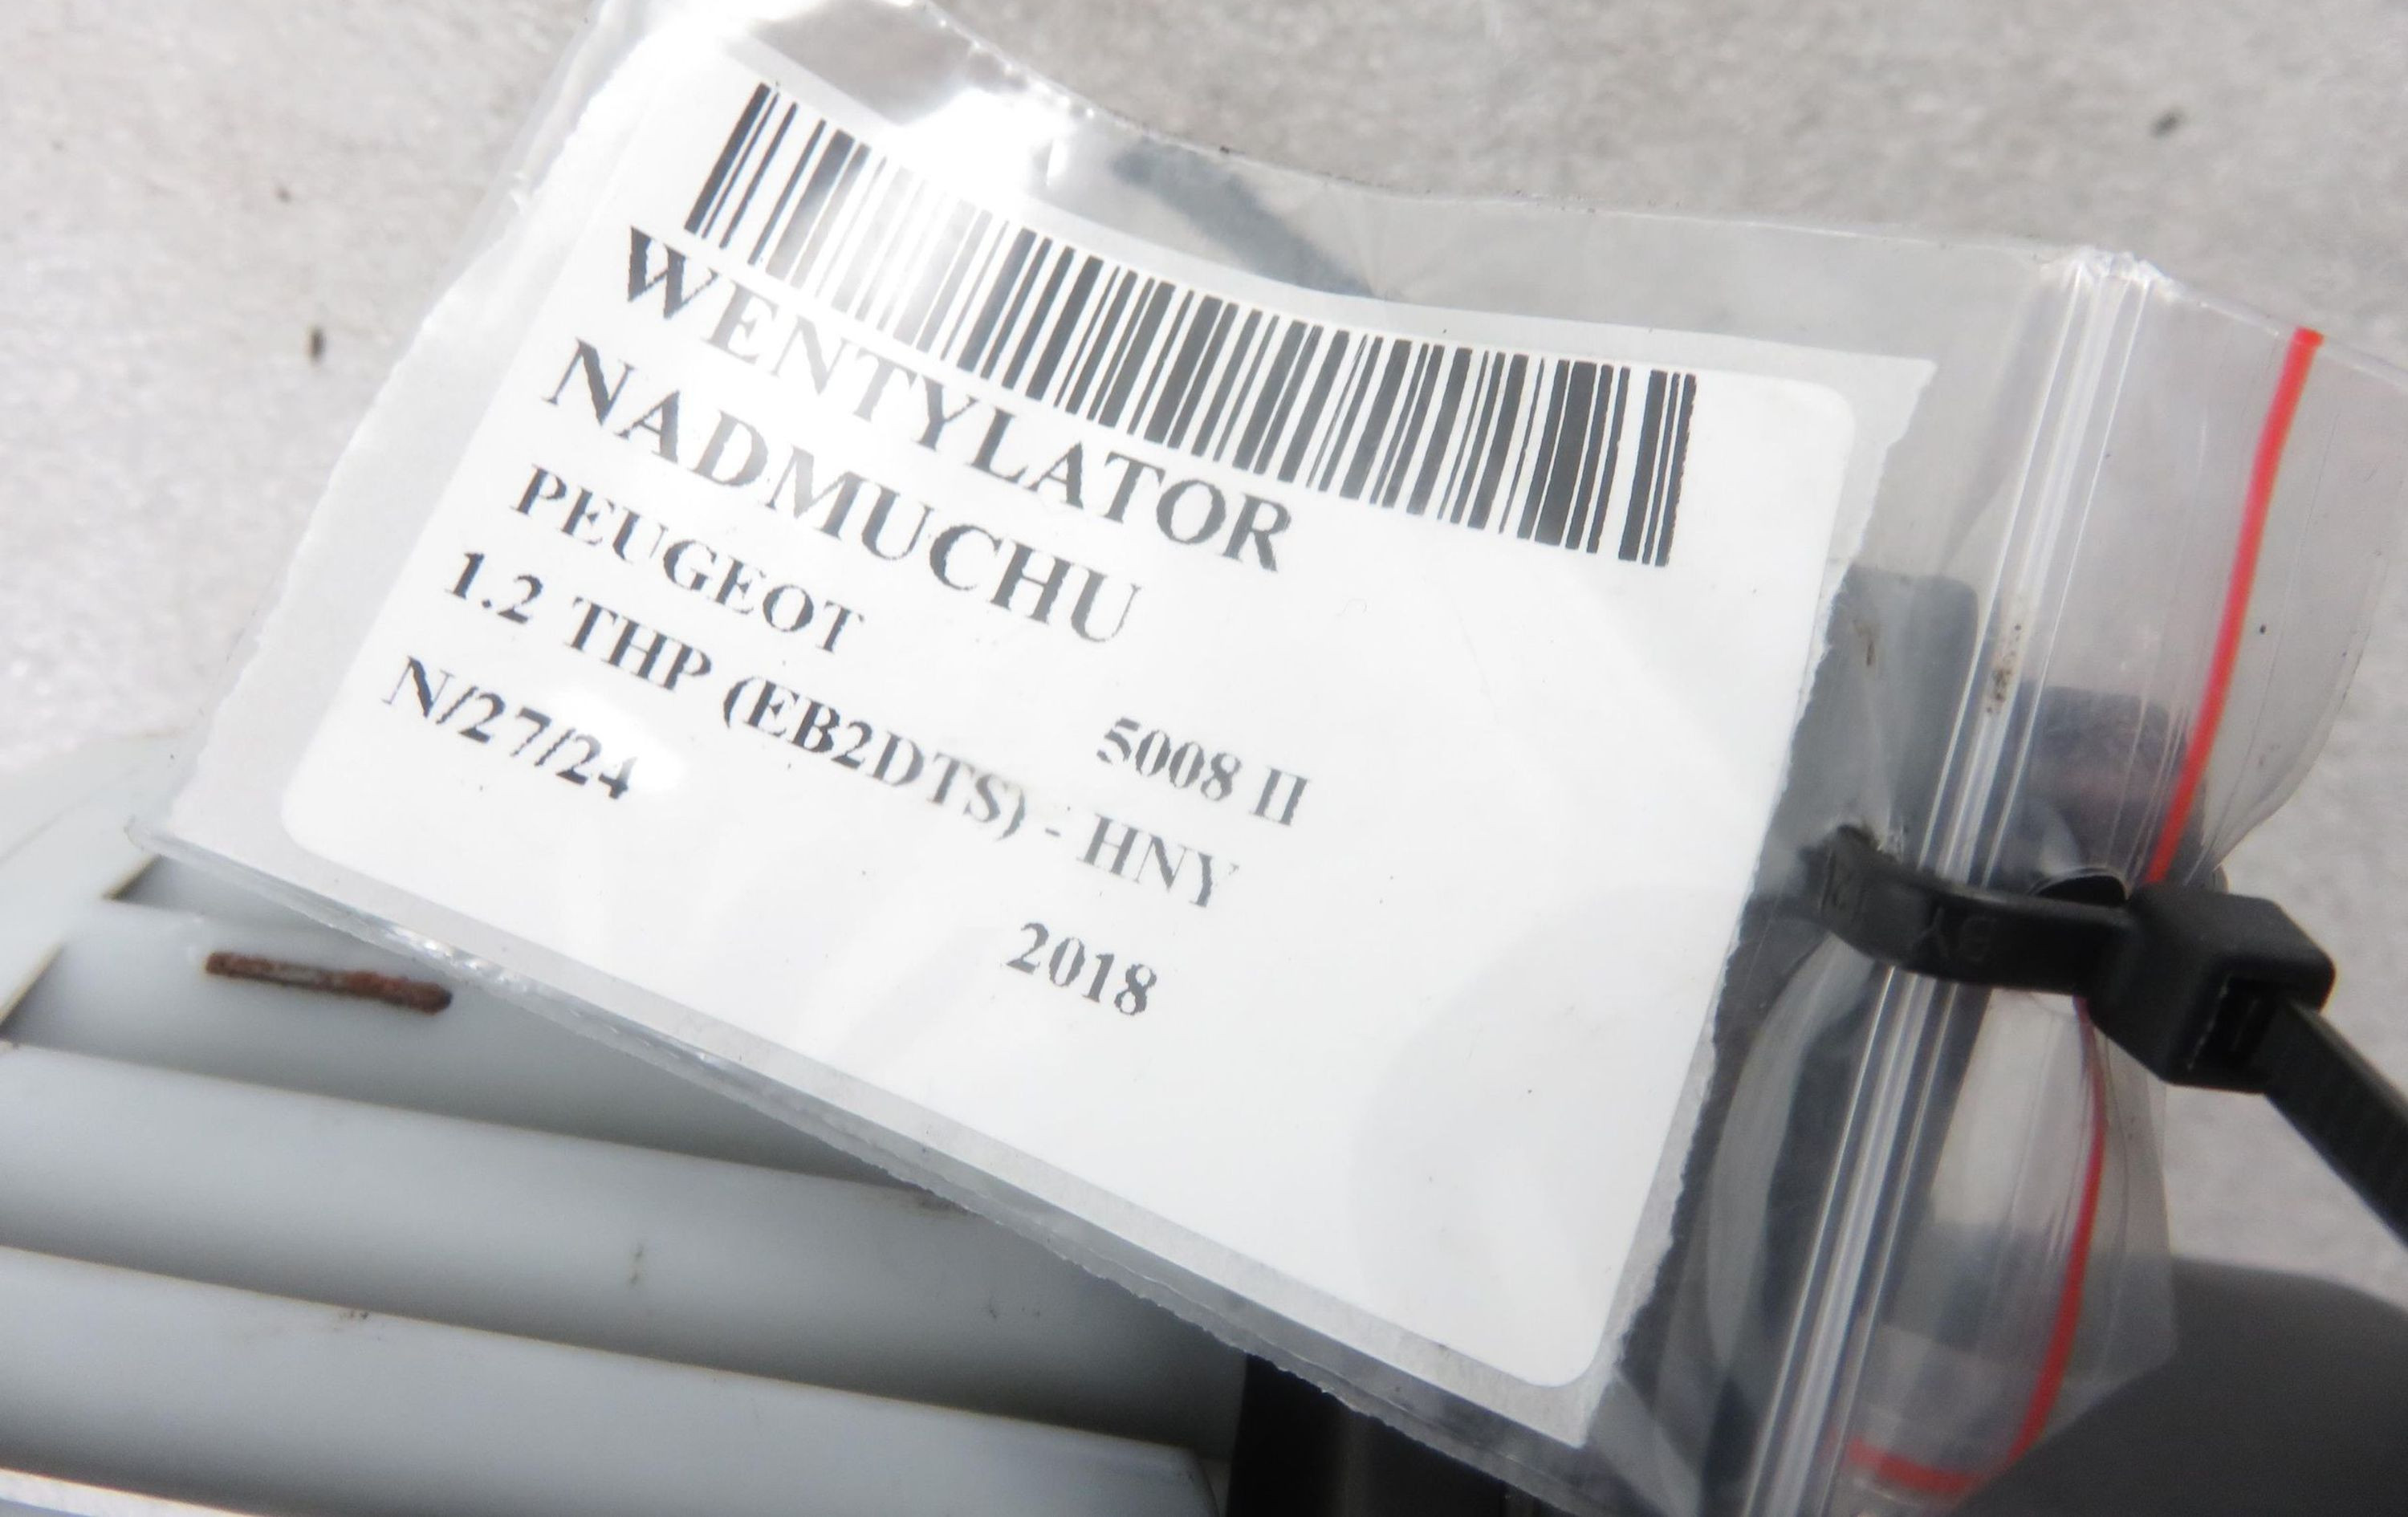 WENTYLATOR
NADMUCHU
PEUGEOT 5008 II
1.2 THP (EB2DTS) - HNY
N/27/24 2018